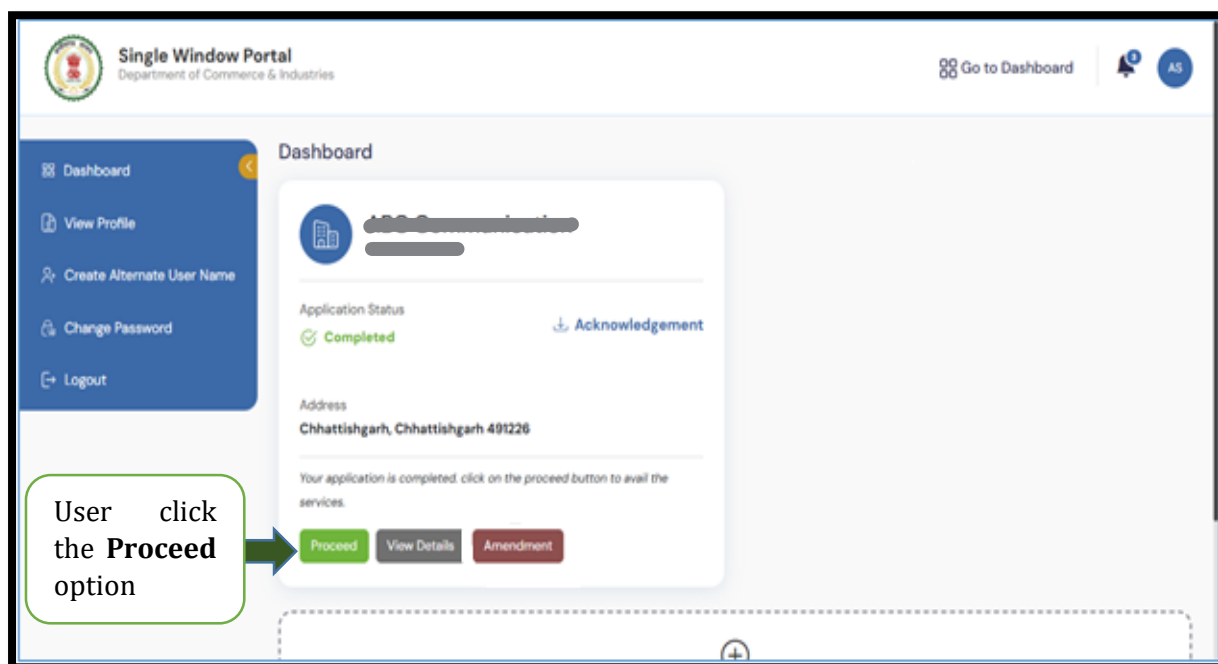 Single Window Portal
Department of Commerce & Industries
Go to Dashboard
AS
Dashboard
View Profile
Create Alternate User Name
Change Password
Logout
Dashboard
Application Status
Acknowledgement
Completed
Address
Chhattishgarh, Chhattishgarh 491226
Your application is completed. click on the proceed button to avail the
services.
Proceed View Details Amendment
User click
the Proceed
option